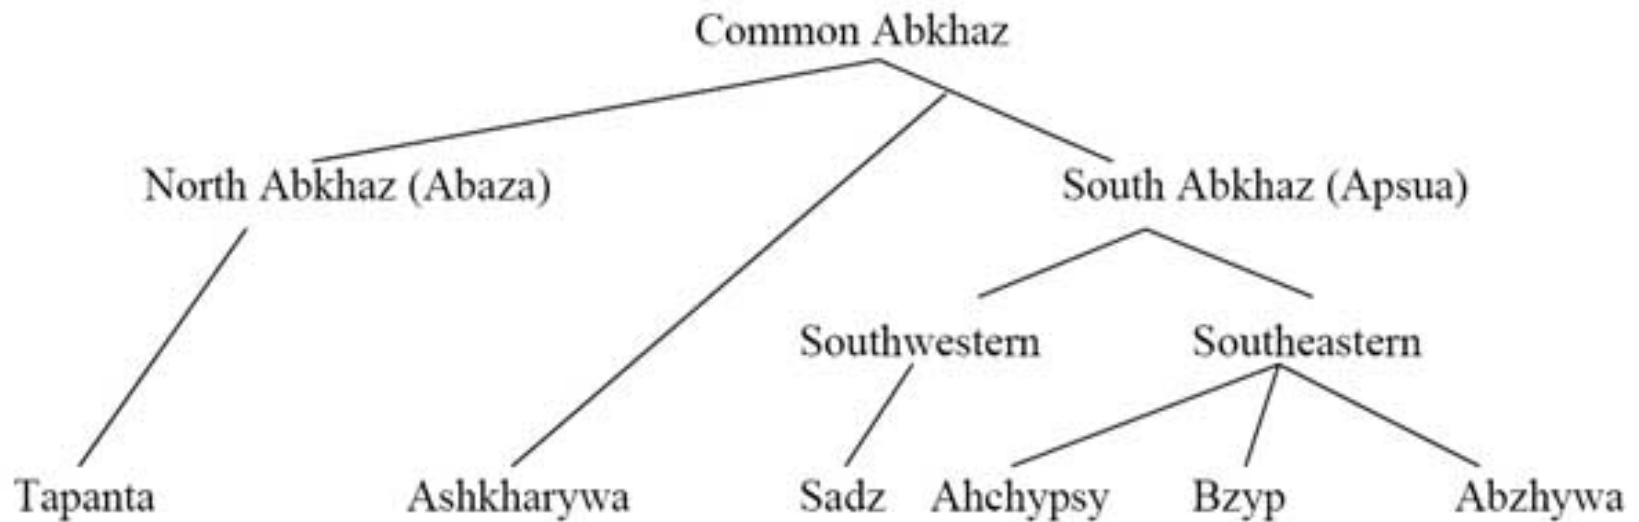 Common Abkhaz
North Abkhaz (Abaza)
South Abkhaz (Apsua)
Southwestern
Southeastern
Tapanta
Ashkharywa
Sadz
Ahchypsy
Bzyp
Abzhywa